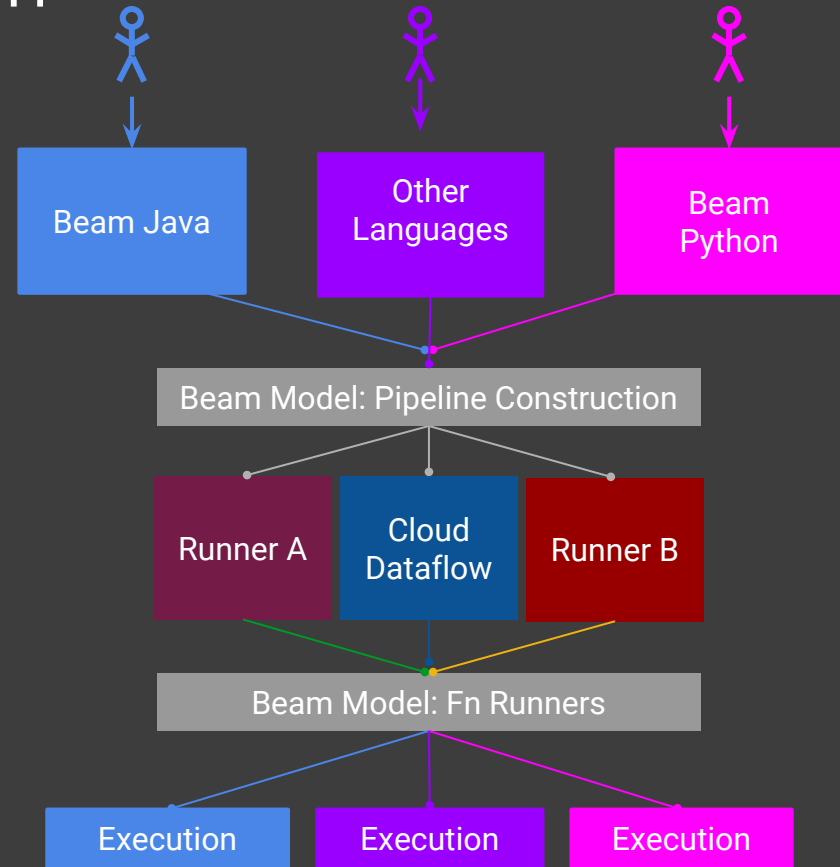 Beam Java
Other
Languages
Beam
Python
Beam Model: Pipeline Construction
Runner A
Cloud
Dataflow
Runner B
Beam Model: Fn Runners
Execution
Execution
Execution